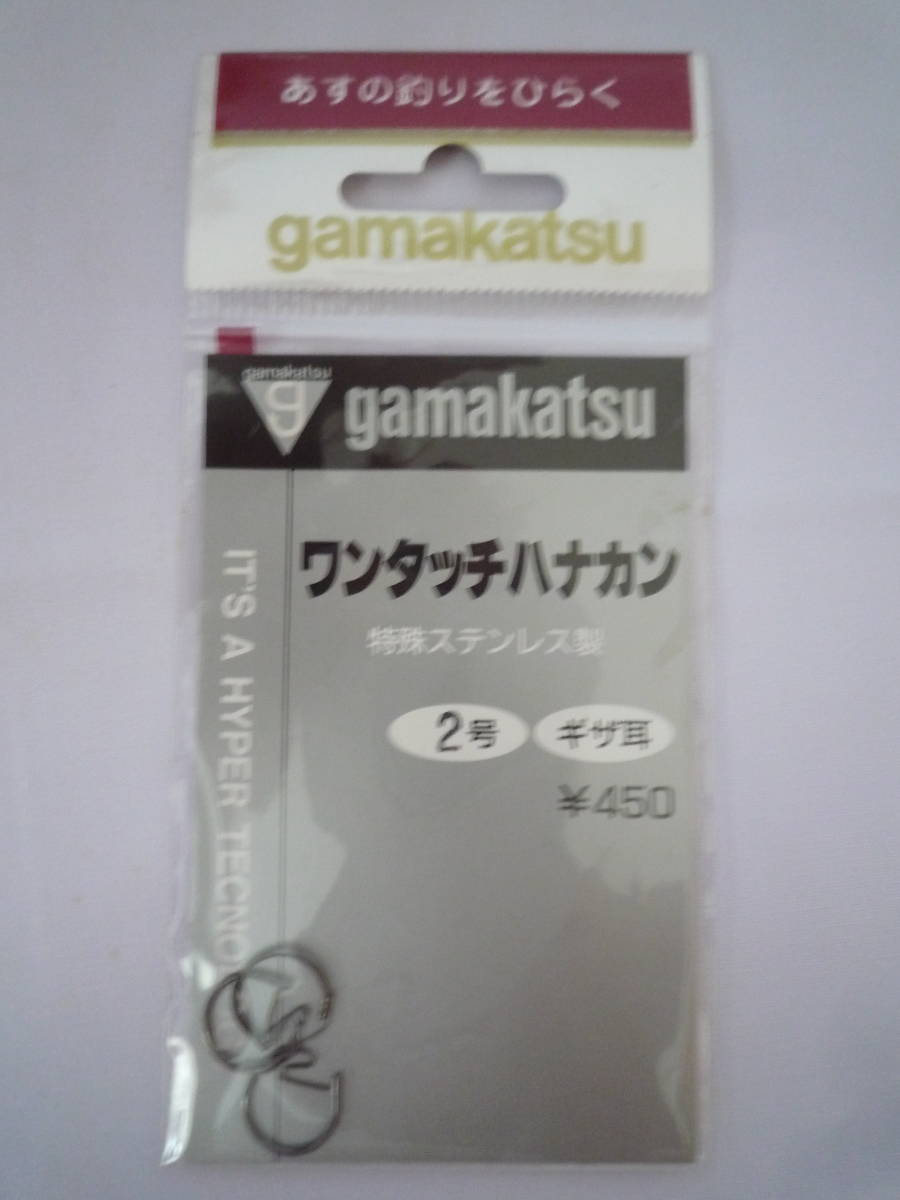 あすの釣りをひらく
gamakatsu
gamakatsu
g
gamakatsu
ワンタッチハナカン
特殊ステンレス製
2号
ギザ耳
¥450
IT'S A HYPER TECNO